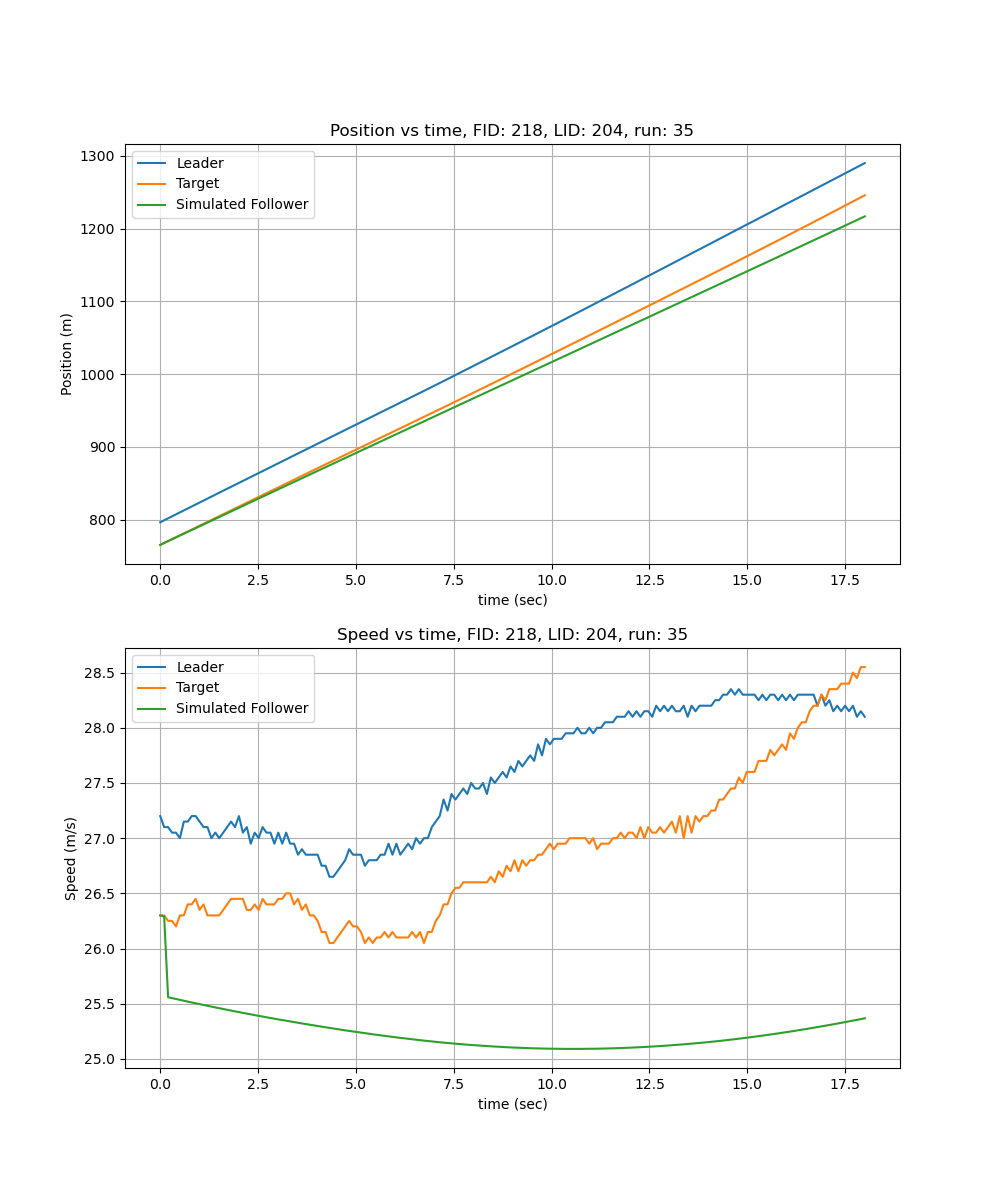 Position vs time, FID: 218, LID: 204, run: 35
Leader
Target
Simulated Follower
1300
1200
1100
1000
900
800
Position (m)
0.0 2.5 5.0 7.5 10.0 12.5 15.0 17.5
time (sec)
Speed vs time, FID: 218, LID: 204, run: 35
Leader
Target
Simulated Follower
28.5
28.0
27.5
27.0
26.5
26.0
25.5
25.0
Speed (m/s)
0.0 2.5 5.0 7.5 10.0 12.5 15.0 17.5
time (sec)